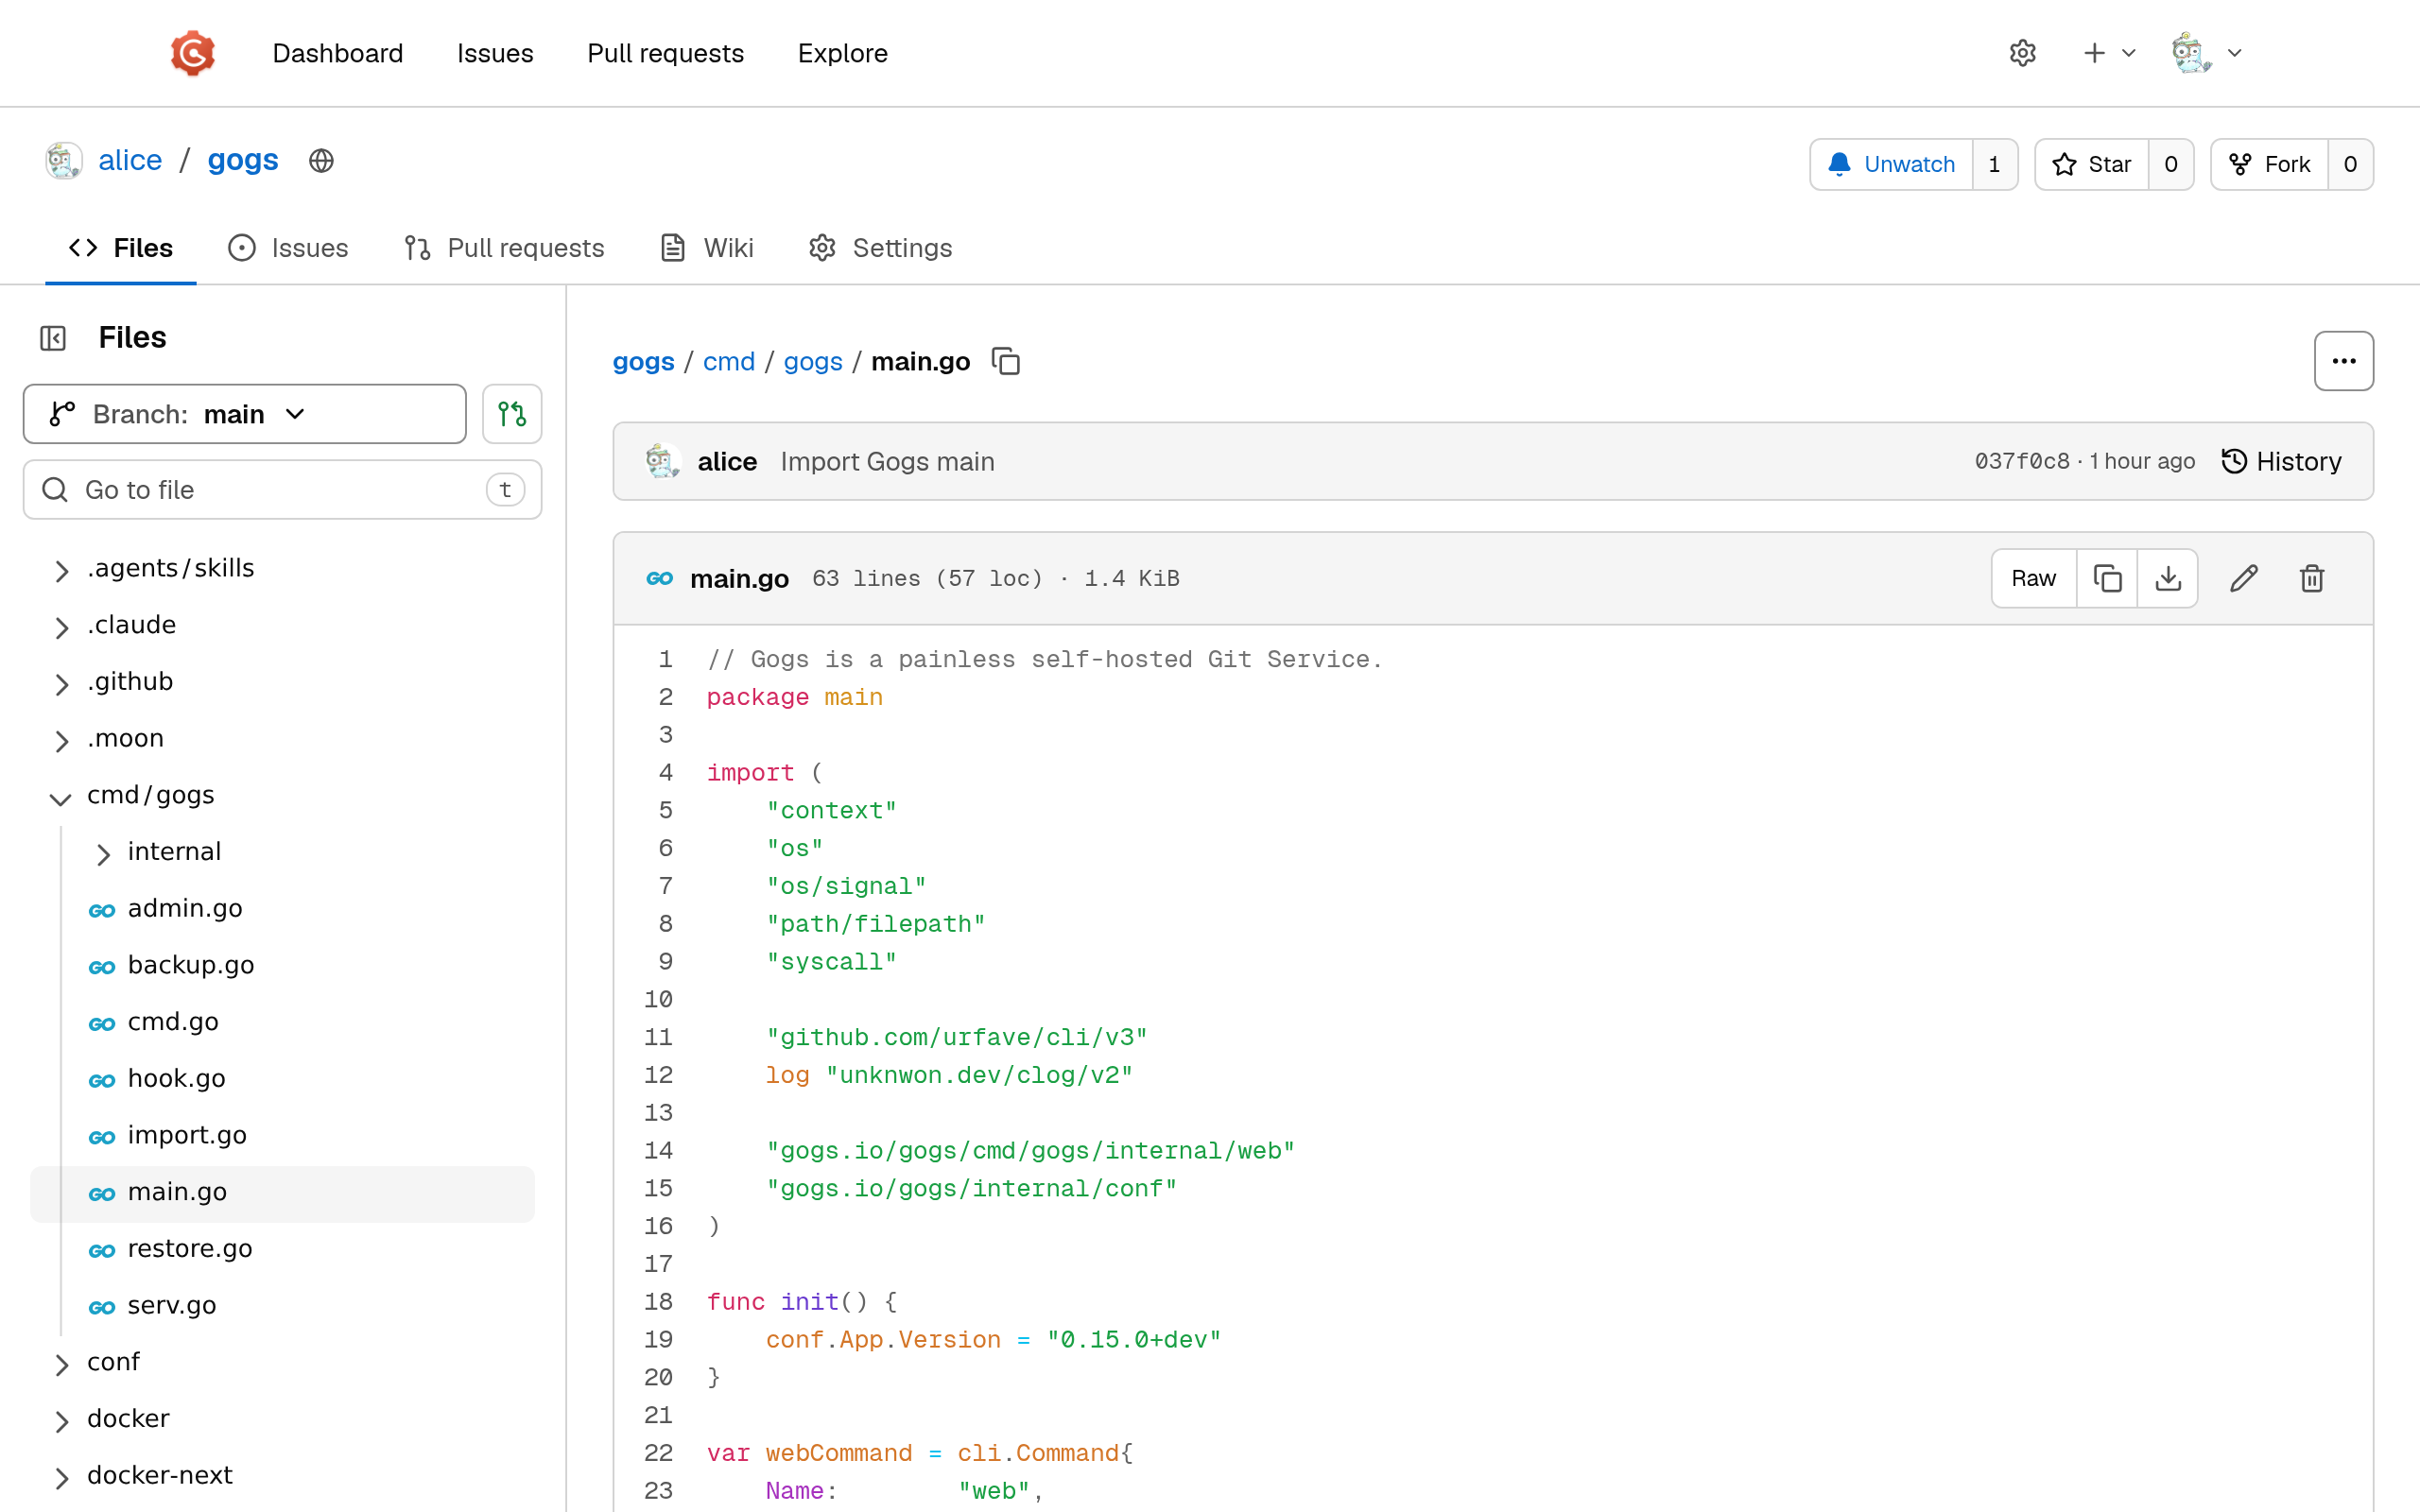 Dashboard Issues Pull requests Explore
alice / gogs
Unwatch 1 Star 0 Fork 0
Files Issues Pull requests Wiki Settings
Files
Branch: main
Go to file t
.agents/skills
.claude
.github
.moon
cmd/gogs
internal
admin.go
backup.go
cmd.go
hook.go
import.go
main.go
restore.go
serv.go
conf
docker
docker-next
gogs / cmd / gogs / main.go
alice Import Gogs main 037f0c8 · 1 hour ago History
main.go 63 lines (57 loc) · 1.4 KiB Raw
1 // Gogs is a painless self-hosted Git Service.
2 package main
3
4 import (
5 "context"
6 "os"
7 "os/signal"
8 "path/filepath"
9 "syscall"
10
11 "github.com/urfave/cli/v3"
12 log "unknwon.dev/clog/v2"
13
14 "gogs.io/gogs/cmd/gogs/internal/web"
15 "gogs.io/gogs/internal/conf"
16 )
17
18 func init() {
19 conf.App.Version = "0.15.0+dev"
20 }
21
22 var webCommand = cli.Command{
23 Name: "web",